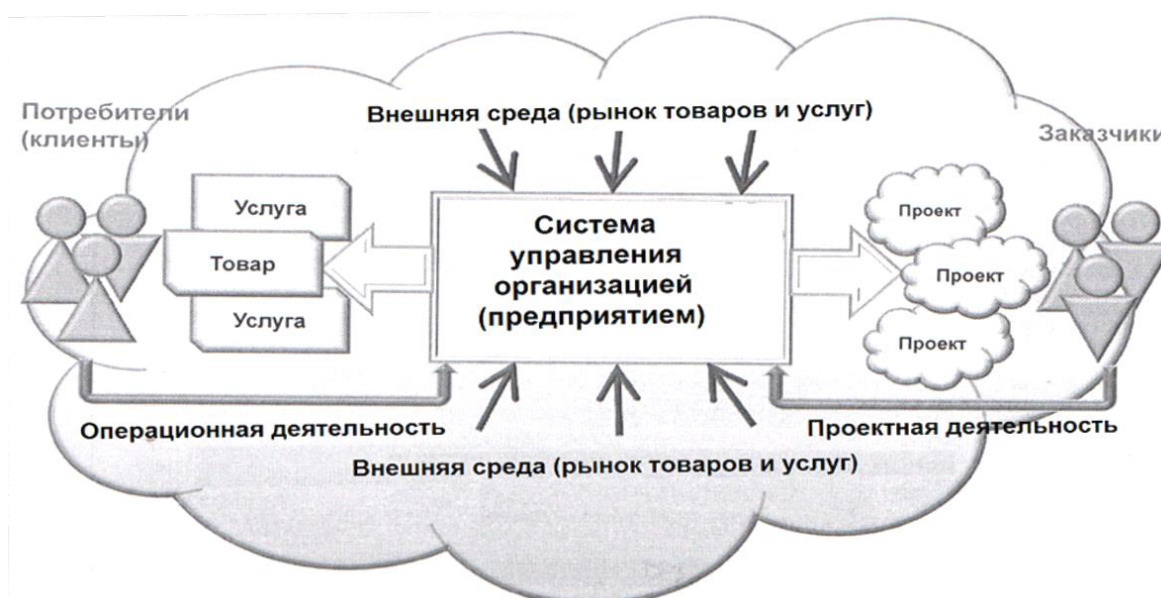 Потребители
(клиенты)
Внешняя среда (рынок товаров и услуг)
Заказчики
Услуга
Товар
Услуга
Система
управления
организацией
(предприятием)
Проект
Проект
Проект
Операционная деятельность
Проектная деятельность
Внешняя среда (рынок товаров и услуг)